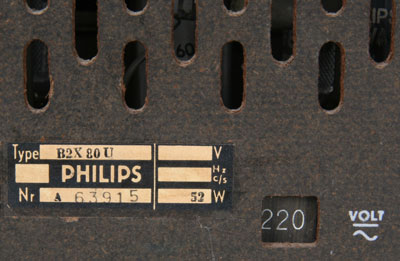 60
Type B2X 80 U V
PHILIPS Hz c/s
Nr A 63915 52 W
220 VOLT